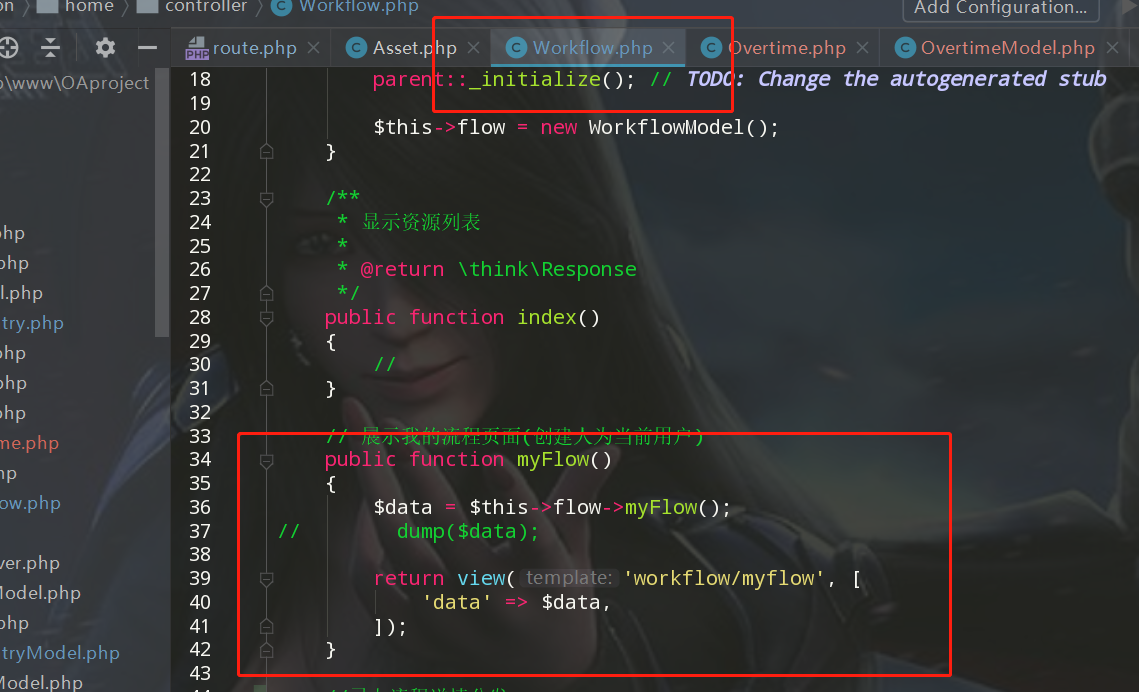 home controller Workflow.php Add Configuration...
route.php Asset.php Workflow.php Overtime.php OvertimeModel.php
\www\OAproject
18 parent::_initialize(); // TODO: Change the autogenerated stub
19
20 $this->flow = new WorkflowModel();
21 }
22
23 /**
24 * 显示资源列表
25 *
26 * @return \think\Response
27 */
28 public function index()
29 {
30 //
31 }
32
33 // 展示我的流程页面(创建人为当前用户)
34 public function myFlow()
35 {
36 $data = $this->flow->myFlow();
37 // dump($data);
38
39 return view( template: 'workflow/myflow', [
40 'data' => $data,
41 ]);
42 }
43
hp
.php
l.php
try.php
php
php
php
me.php
hp
ow.php
ver.php
Model.php
php
tryModel.php
Model.php